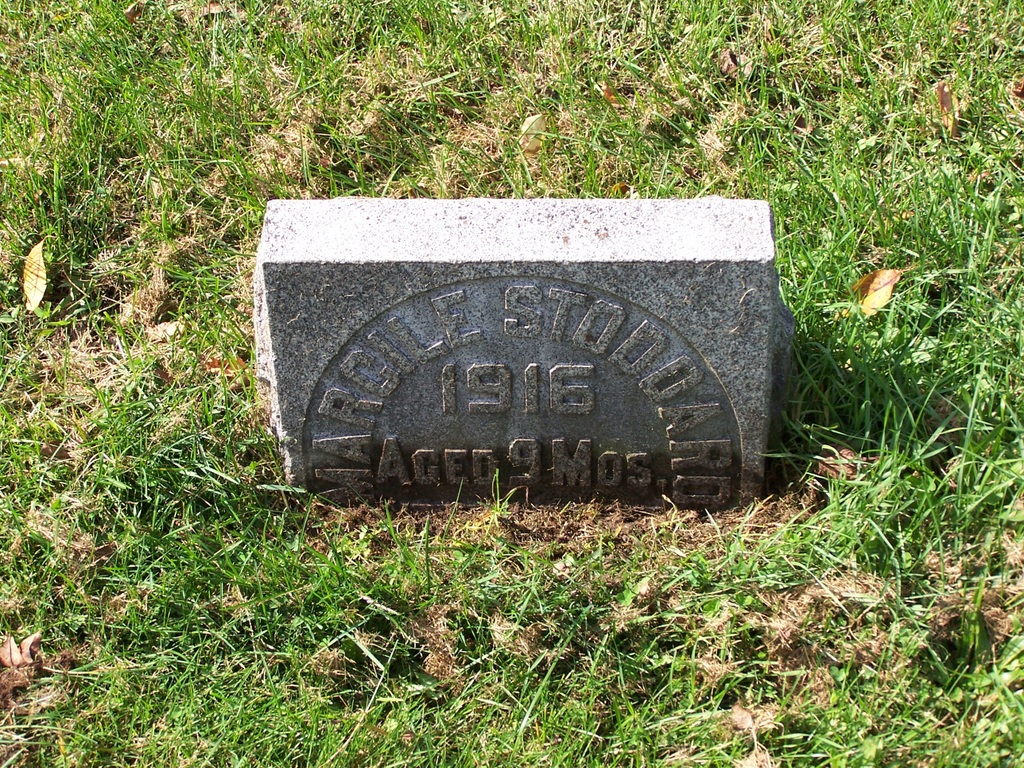 MARCILE STODDARD
1916
AGED 9 MOS.